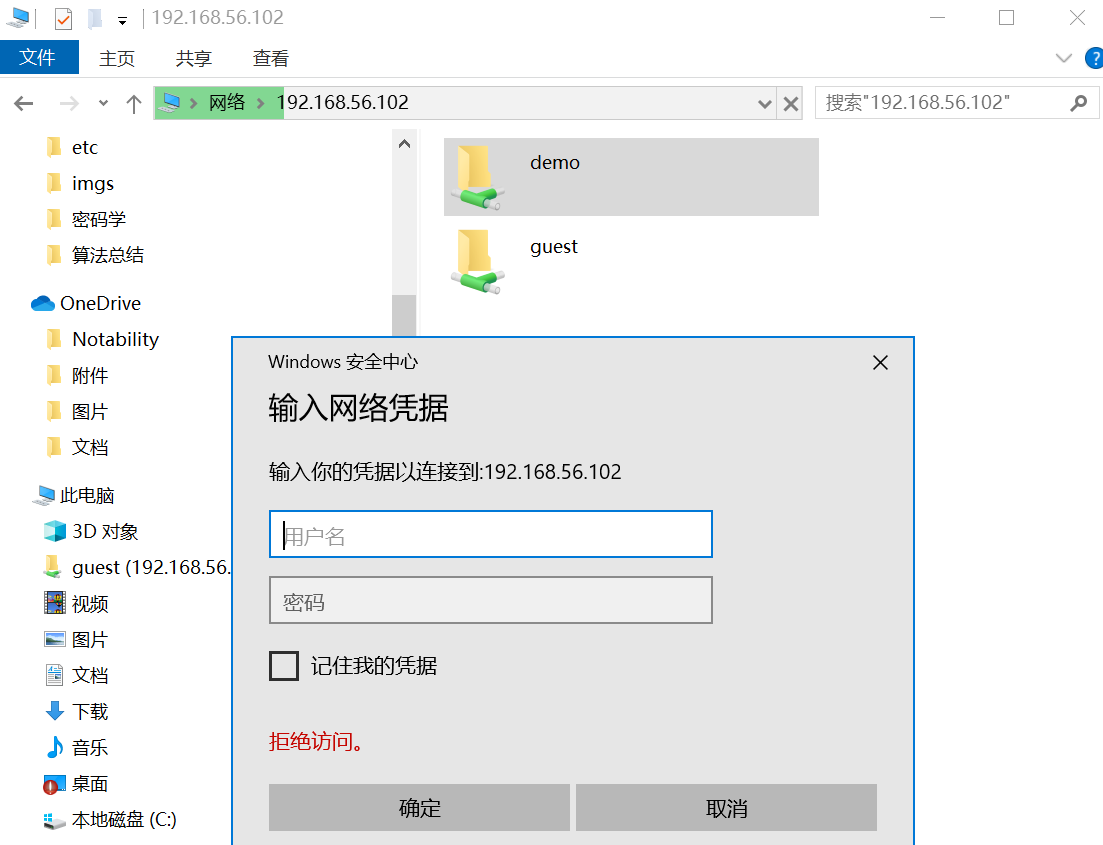 192.168.56.102
文件 主页 共享 查看
网络 192.168.56.102 搜索"192.168.56.102"
etc
imgs
密码学
算法总结
OneDrive
Notability
附件
图片
文档
此电脑
3D 对象
guest (192.168.56.
视频
图片
文档
下载
音乐
桌面
本地磁盘 (C:)
demo
guest
Windows 安全中心
输入网络凭据
输入你的凭据以连接到:192.168.56.102
用户名
密码
记住我的凭据
拒绝访问。
确定 取消